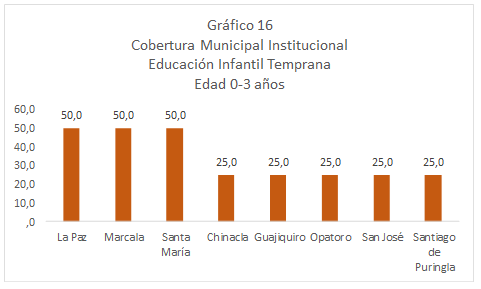 Gráfico 16
Cobertura Municipal Institucional
Educación Infantil Temprana
Edad 0-3 años
60,0
50,0
40,0
30,0
20,0
10,0
,0
50,0 50,0 50,0 25,0 25,0 25,0 25,0 25,0
La Paz Marcala Santa María Chinacla Guajiquiro Opatoro San José Santiago de Puringla